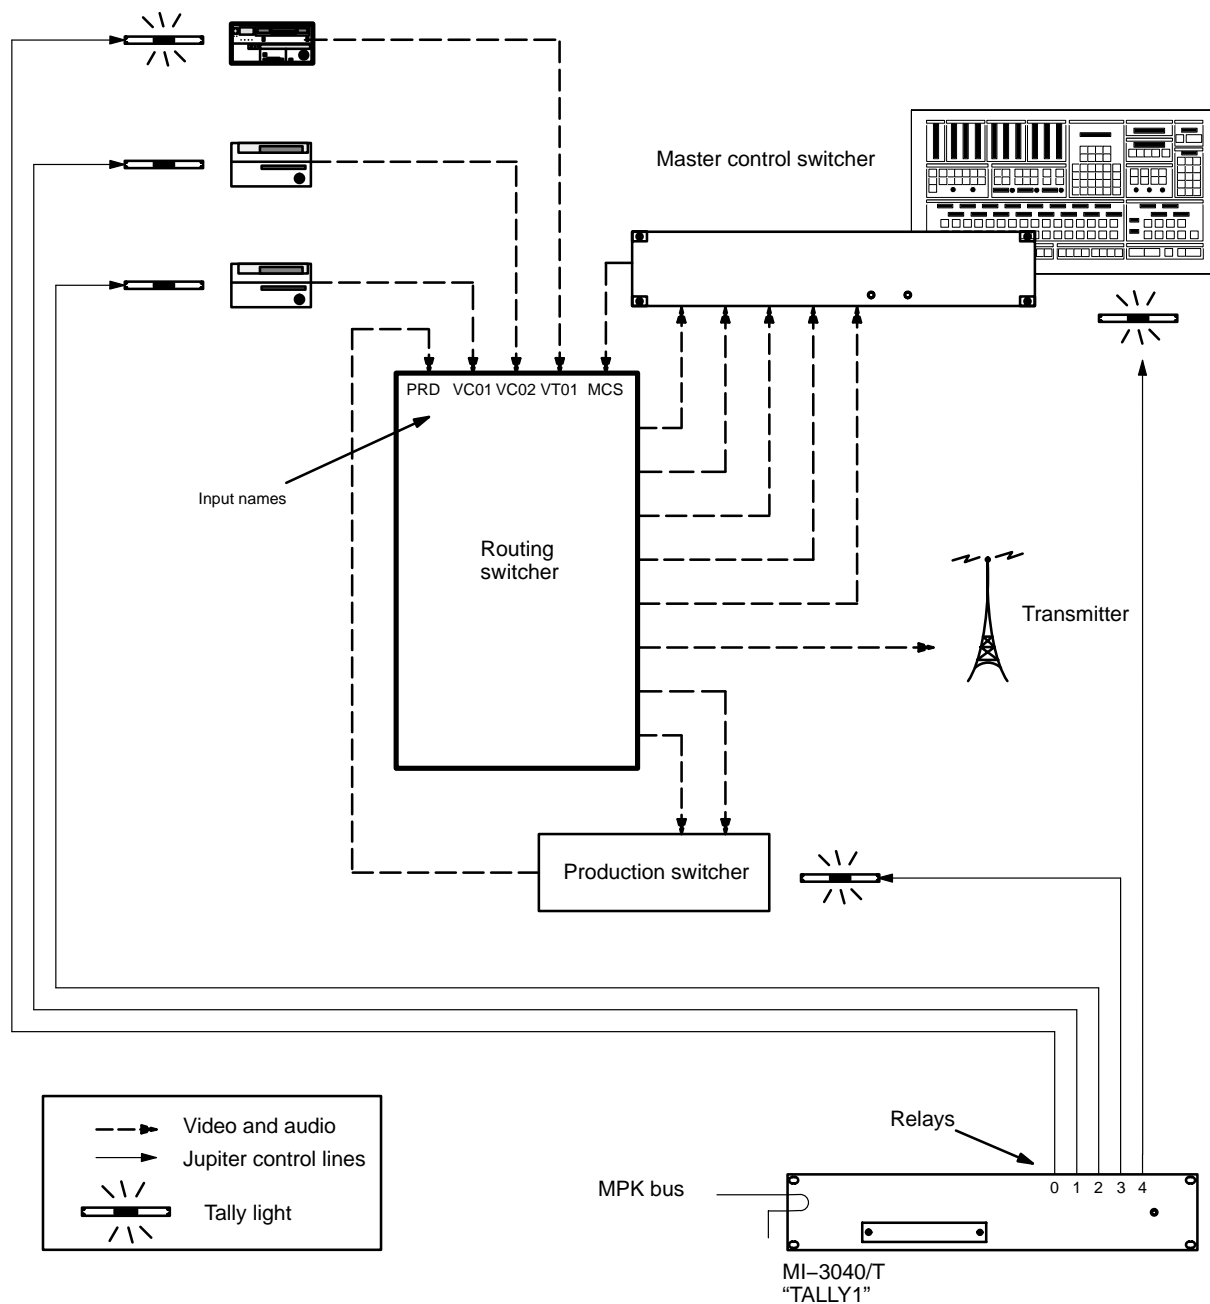 Master control switcher
PRD VC01 VC02 VT01 MCS
Input names
Routing
switcher
Transmitter
Production switcher
Video and audio
Jupiter control lines
Tally light
Relays
0 1 2 3 4
MPK bus
MI–3040/T
“TALLY1”